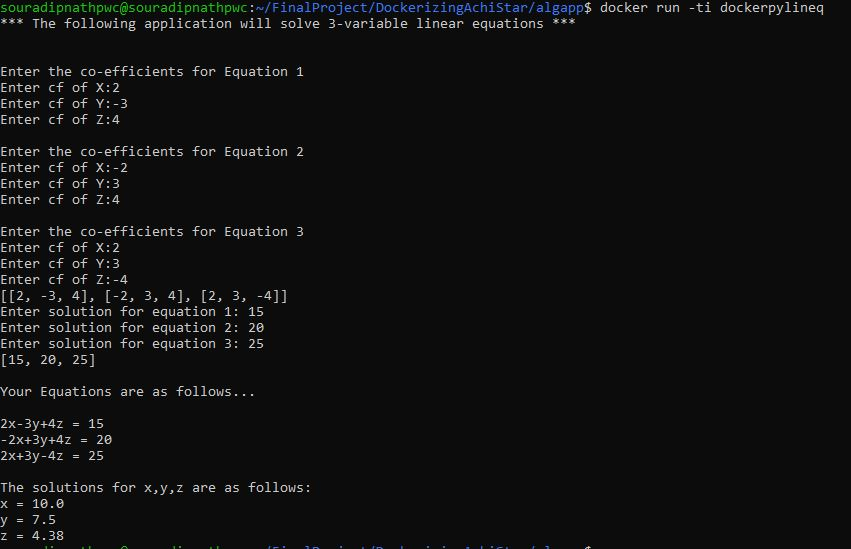 souradipnathpwc@souradipnathpwc:~/FinalProject/DockerizingAchiStar/algapp$ docker run -ti dockerpylineq
*** The following application will solve 3-variable linear equations ***
Enter the co-efficients for Equation 1
Enter cf of X:2
Enter cf of Y:-3
Enter cf of Z:4
Enter the co-efficients for Equation 2
Enter cf of X:-2
Enter cf of Y:3
Enter cf of Z:4
Enter the co-efficients for Equation 3
Enter cf of X:2
Enter cf of Y:3
Enter cf of Z:-4
[[2, -3, 4], [-2, 3, 4], [2, 3, -4]]
Enter solution for equation 1: 15
Enter solution for equation 2: 20
Enter solution for equation 3: 25
[15, 20, 25]
Your Equations are as follows...
2x-3y+4z = 15
-2x+3y+4z = 20
2x+3y-4z = 25
The solutions for x,y,z are as follows:
x = 10.0
y = 7.5
z = 4.38
souradipnathpwc@souradipnathpwc:~/FinalProject/DockerizingAchiStar/algapp$